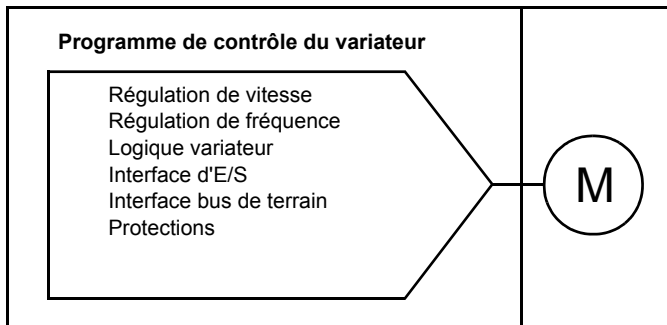 Programme de contrôle du variateur
Régulation de vitesse
Régulation de fréquence
Logique variateur
Interface d'E/S
Interface bus de terrain
Protections
M